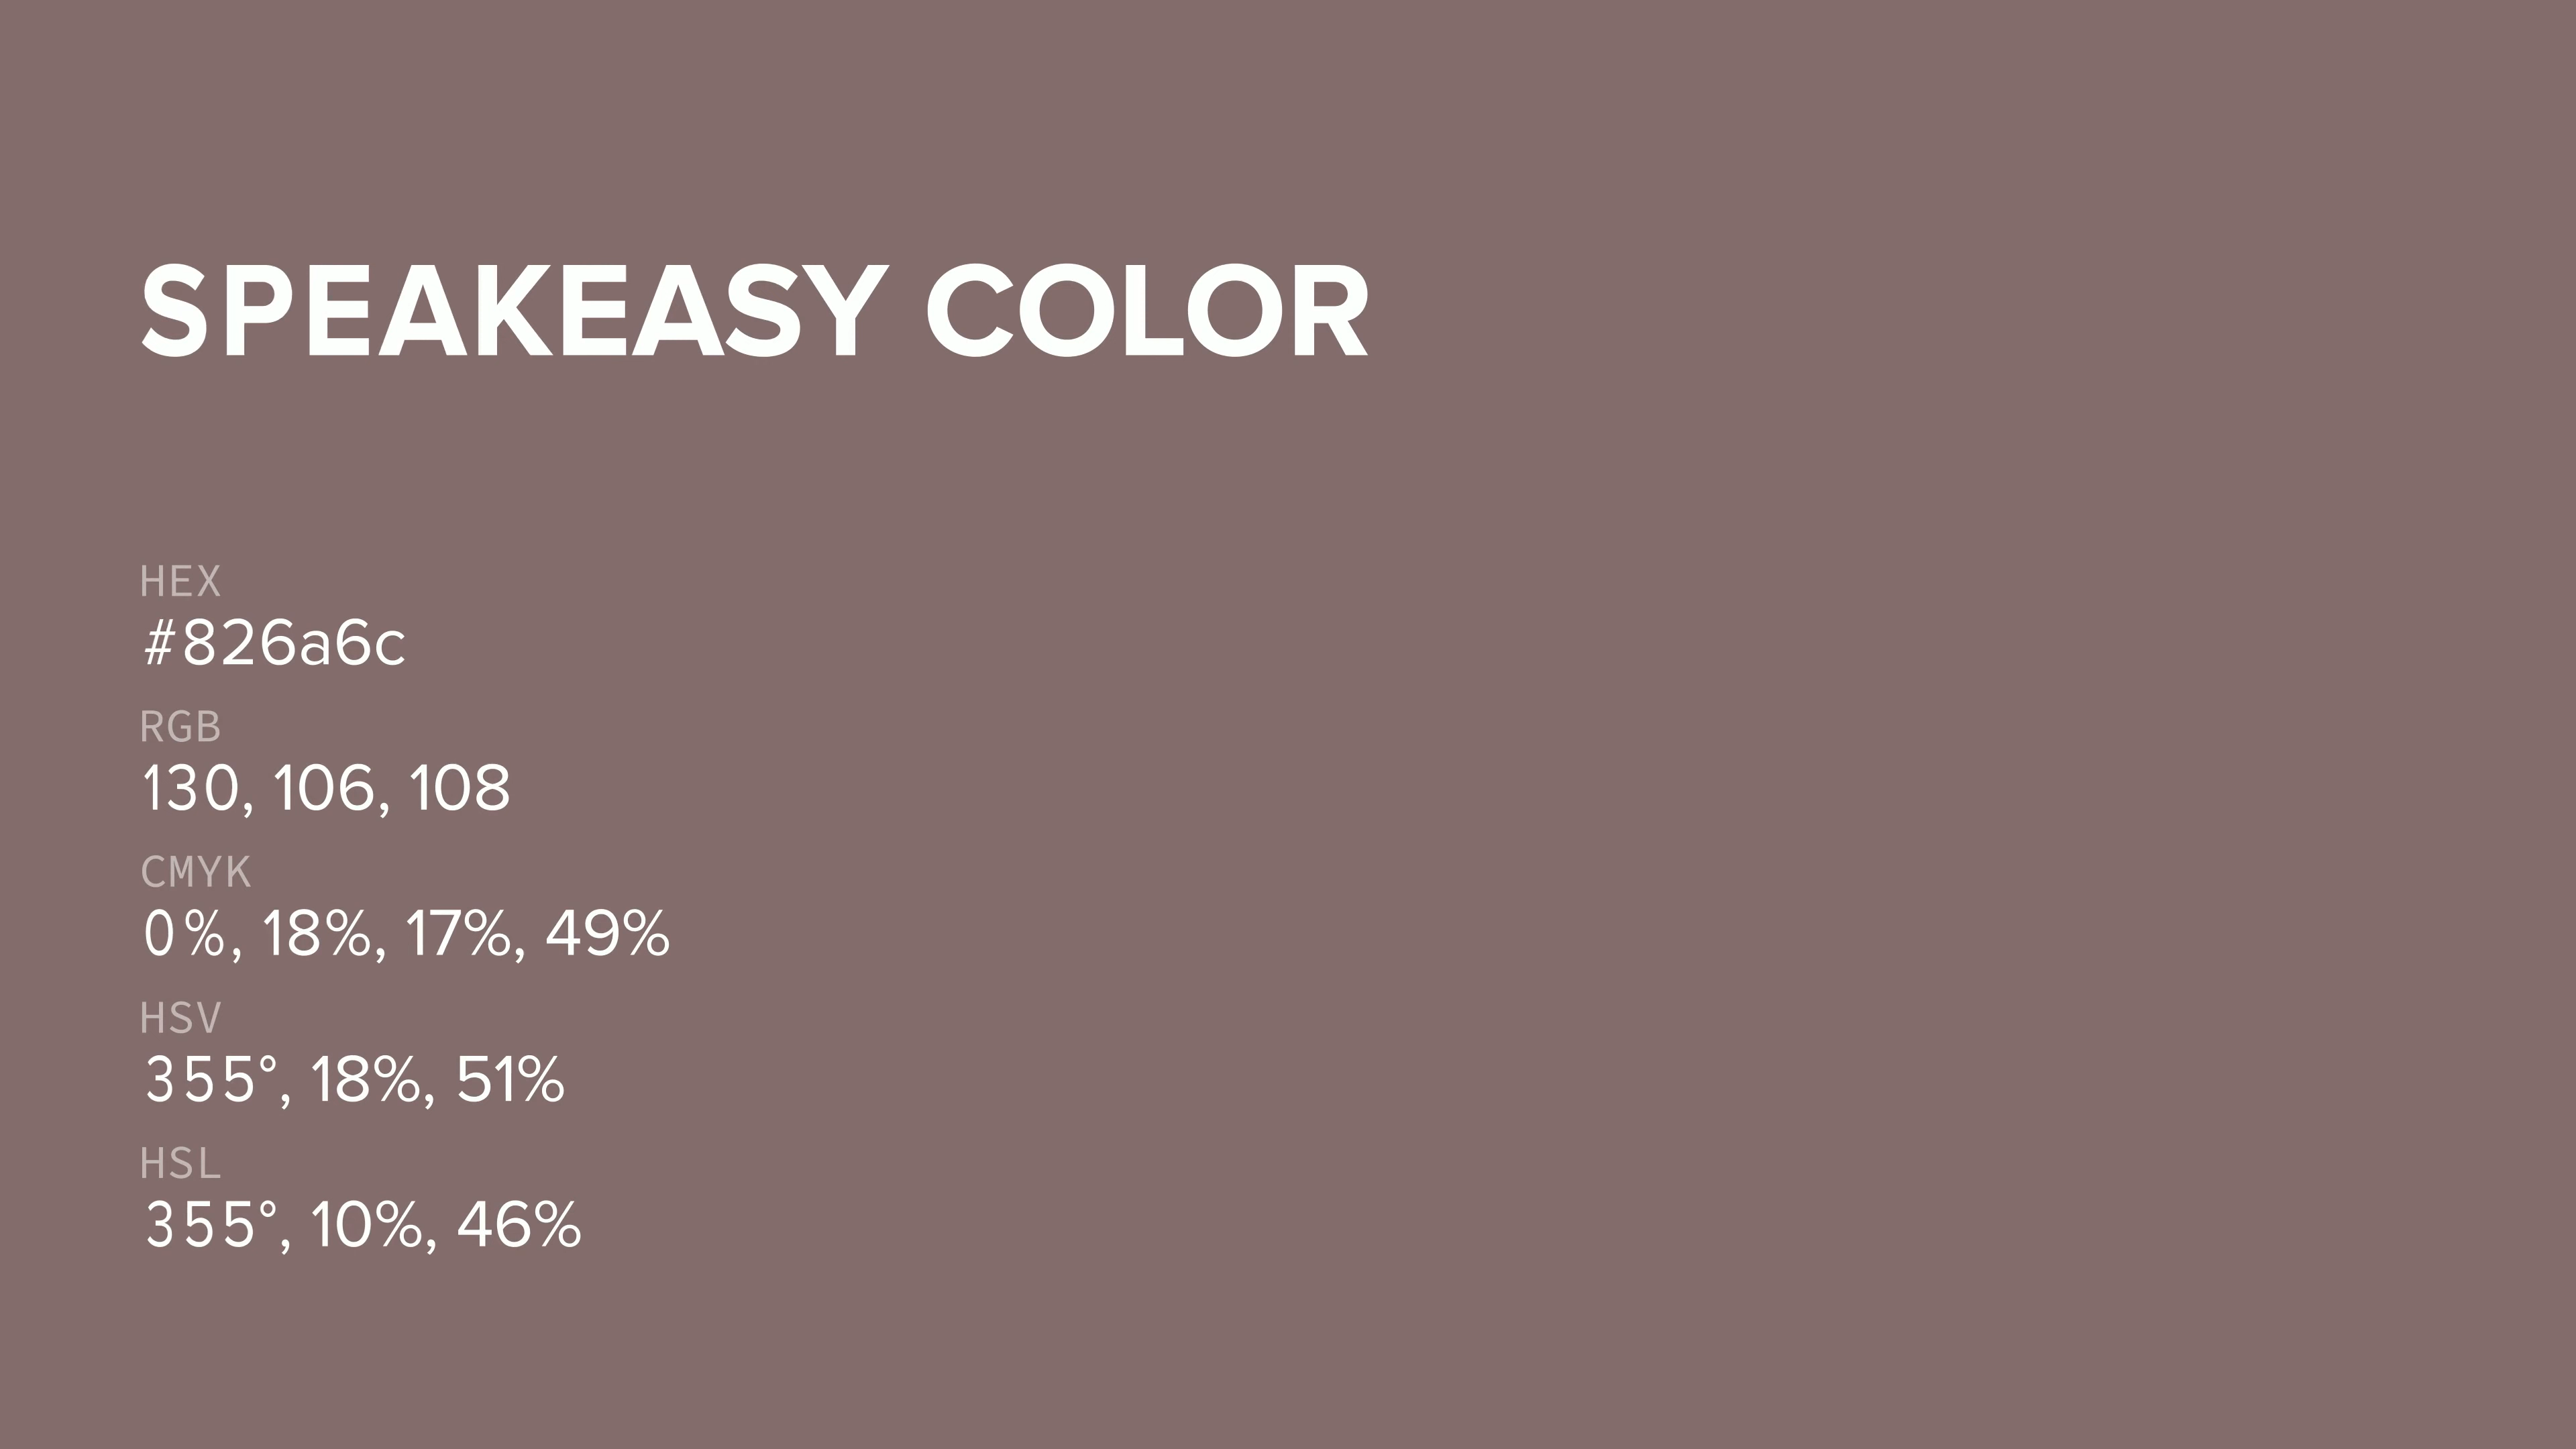 SPEAKEASY COLOR
HEX
#826a6c
RGB
130, 106, 108
CMYK
0%, 18%, 17%, 49%
HSV
355°, 18%, 51%
HSL
355°, 10%, 46%